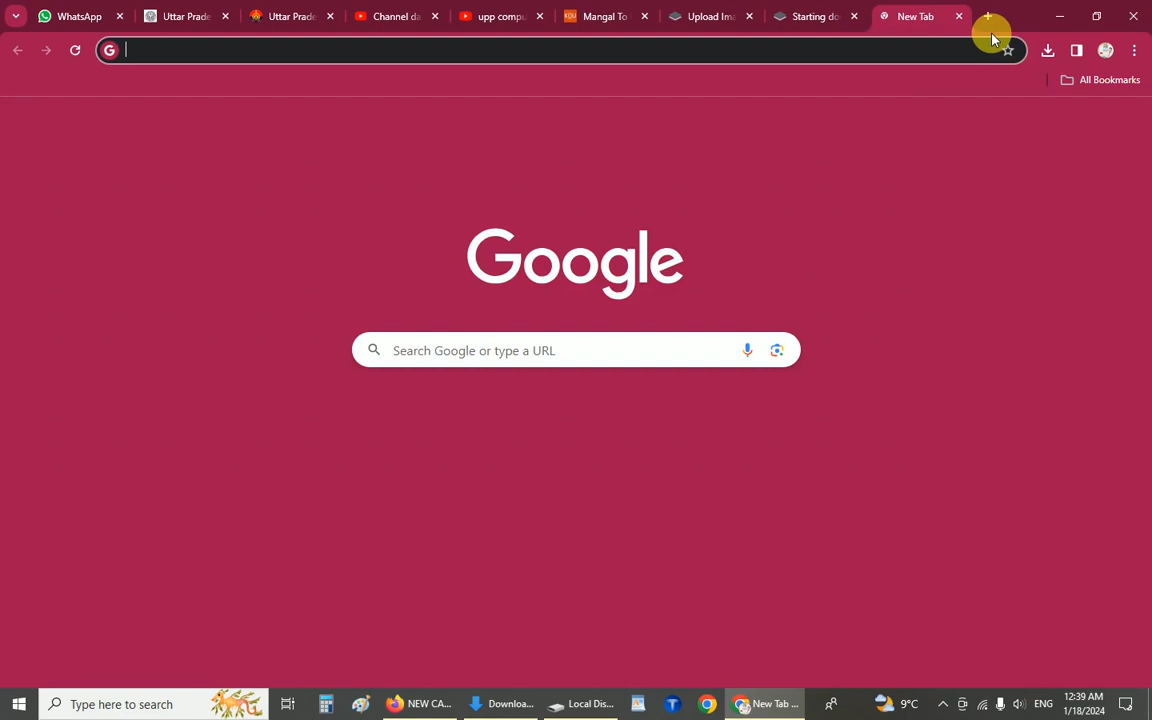 WhatsApp
Uttar Prade
Uttar Prade
Channel da
upp compu
Mangal To
Upload Ima
Starting do
New Tab
G
All Bookmarks
Google
Search Google or type a URL
Type here to search
NEW CA...
Downloa...
Local Dis...
New Tab ...
9°C
ENG
12:39 AM
1/18/2024